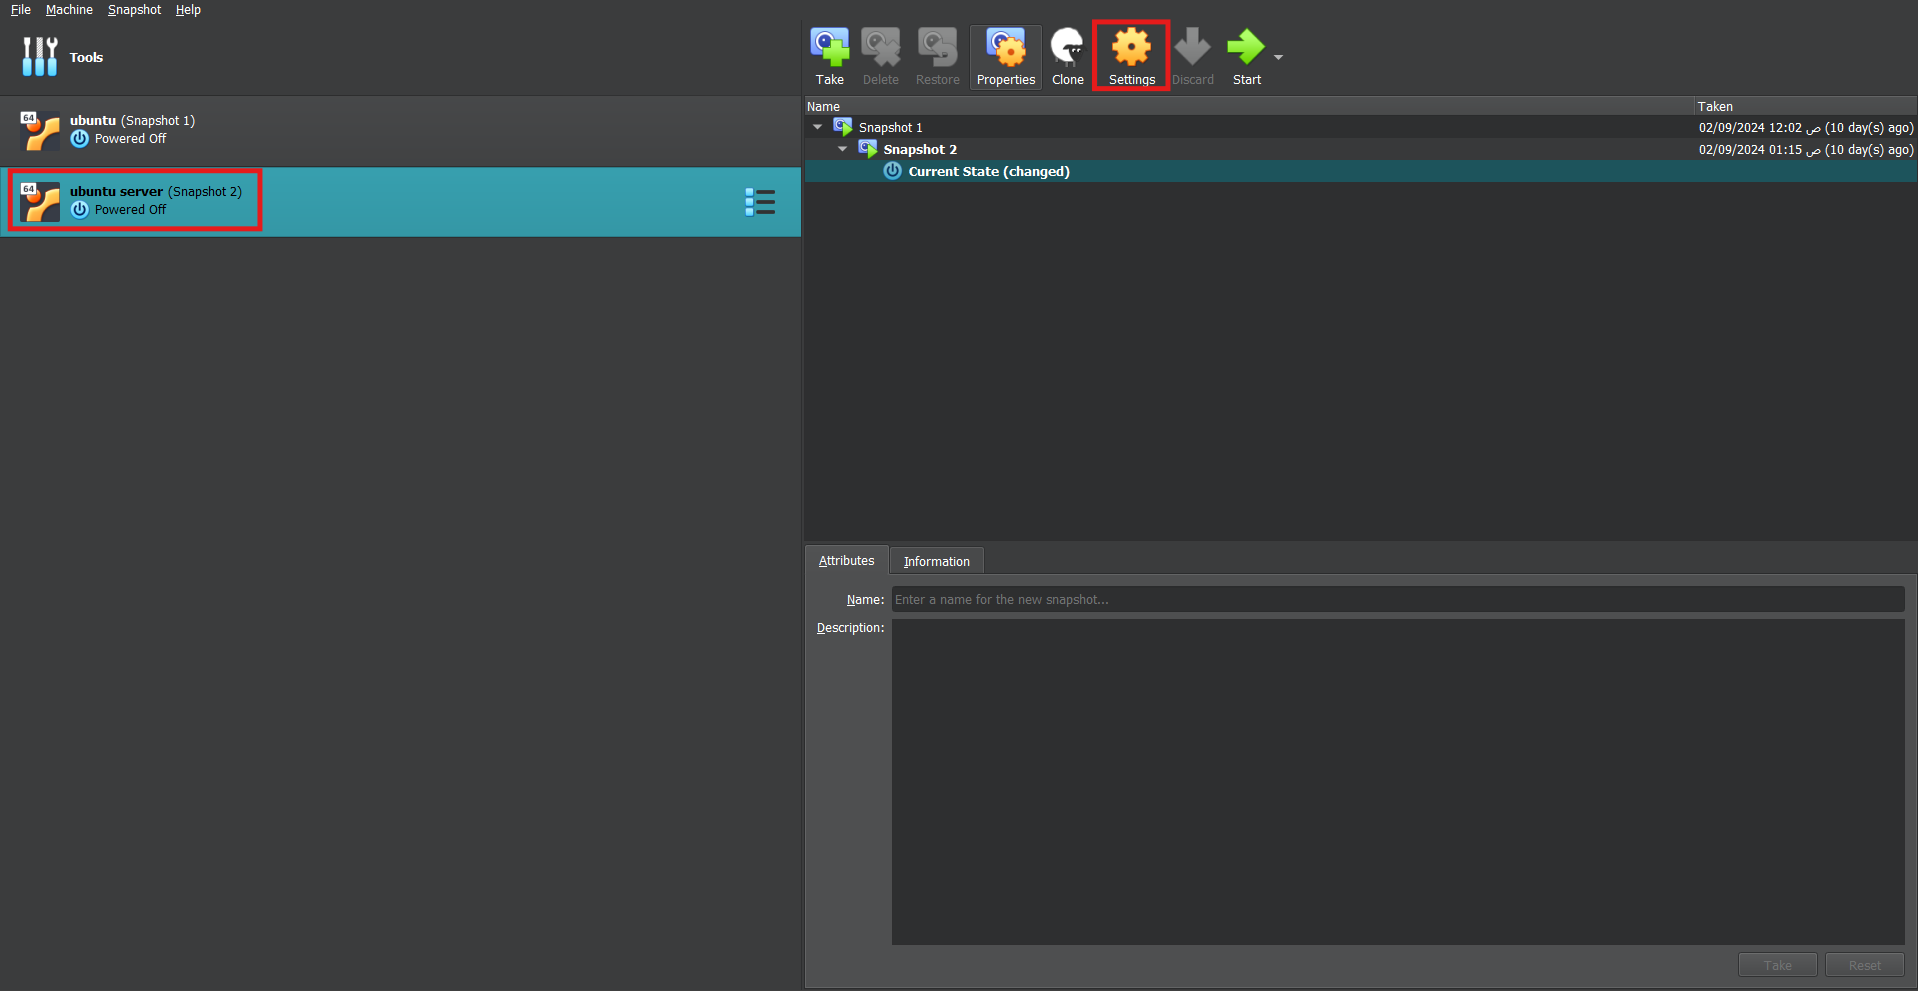 File Machine Snapshot Help
Tools
Take Delete Restore Properties Clone Settings Discard Start
64
ubuntu (Snapshot 1)
Powered Off
64
ubuntu server (Snapshot 2)
Powered Off
Name Taken
Snapshot 1 02/09/2024 12:02 ص (10 day(s) ago)
Snapshot 2 02/09/2024 01:15 ص (10 day(s) ago)
Current State (changed)
Attributes Information
Name: Enter a name for the new snapshot...
Description:
Take Reset